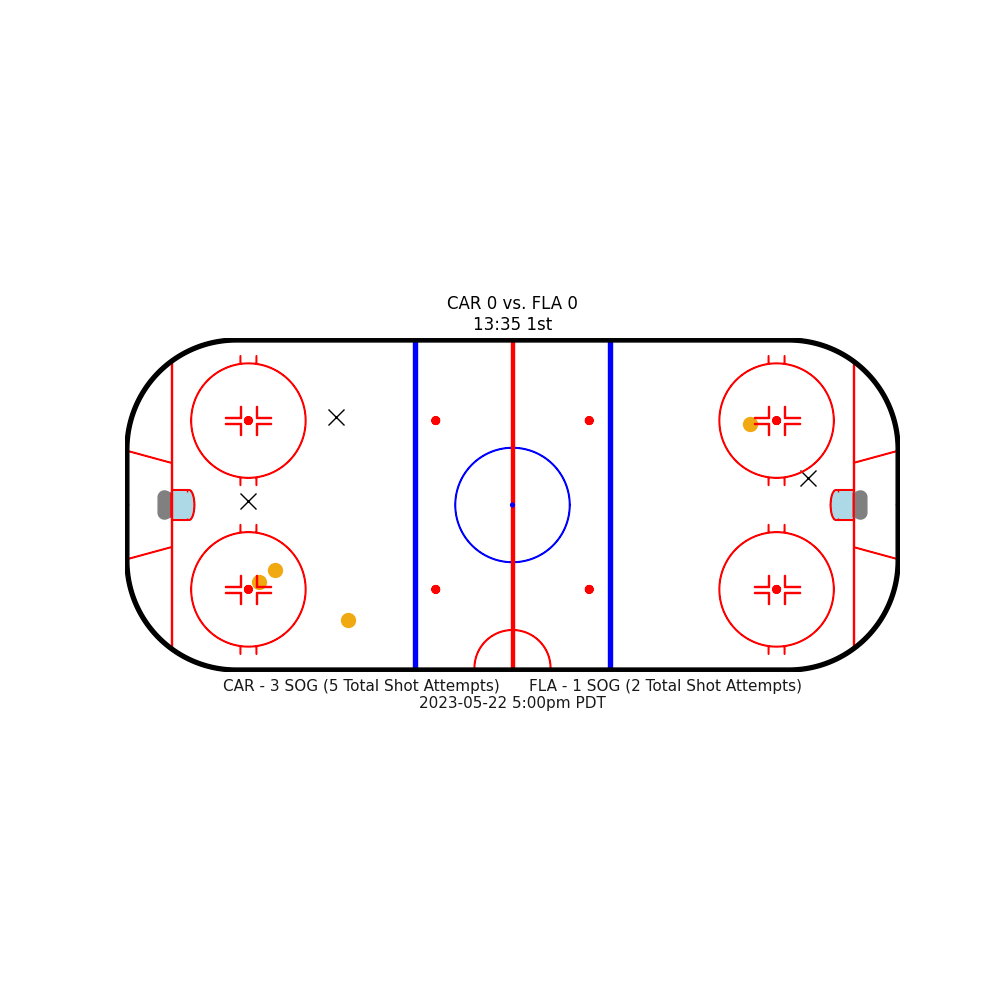 CAR 0 vs. FLA 0
13:35 1st
CAR - 3 SOG (5 Total Shot Attempts) FLA - 1 SOG (2 Total Shot Attempts)
2023-05-22 5:00pm PDT